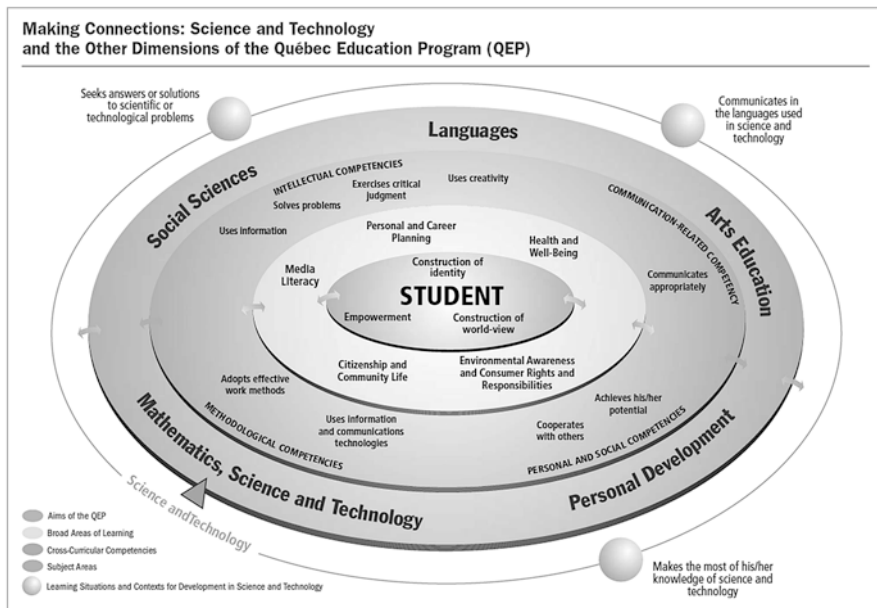 Making Connections: Science and Technology
and the Other Dimensions of the Québec Education Program (QEP)
Seeks answers or solutions
to scientific or
technological problems
Communicates in
the languages used
in science and
technology
Languages
Social Sciences
Arts Education
INTELLECTUAL COMPETENCIES
COMMUNICATION-RELATED COMPETENCY
Exercises critical
judgment
Uses creativity
Solves problems
Uses information
Personal and Career
Planning
Health and
Well-Being
Media
Literacy
Communicates
appropriately
Construction of
identity
STUDENT
Empowerment
Construction of
world-view
Citizenship and
Community Life
Environmental Awareness
and Consumer Rights and
Responsibilities
Adopts effective
work methods
Uses information
and communications
technologies
Achieves his/her
potential
Cooperates
with others
METHODOLOGICAL COMPETENCIES
PERSONAL AND SOCIAL COMPETENCIES
Mathematics, Science and Technology
Personal Development
Science andTechnology
Aims of the QEP
Broad Areas of Learning
Cross-Curricular Competencies
Subject Areas
Learning Situations and Contexts for Development in Science and Technology
Makes the most of his/her
knowledge of science and
technology